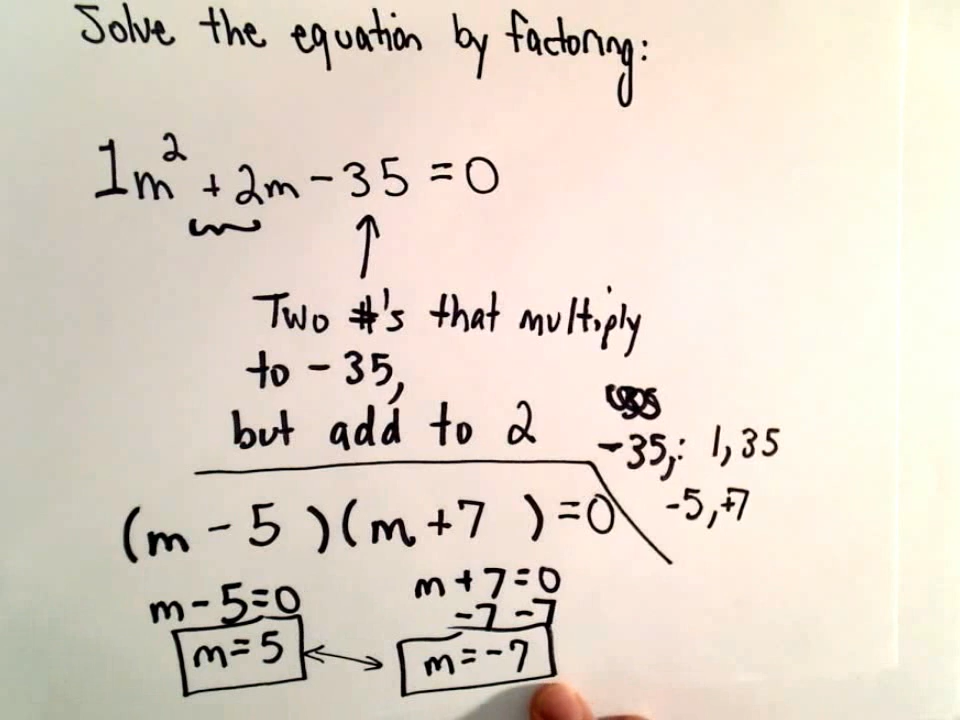 Solve the equation by factoring:
1m² + 2m - 35 = 0
Two #'s that multiply
to - 35,
but add to 2
-35,: 1, 35
-5, +7
(m - 5 )(m + 7 ) = 0
m - 5 = 0
m + 7 = 0
-7 -7
m = 5
m = -7